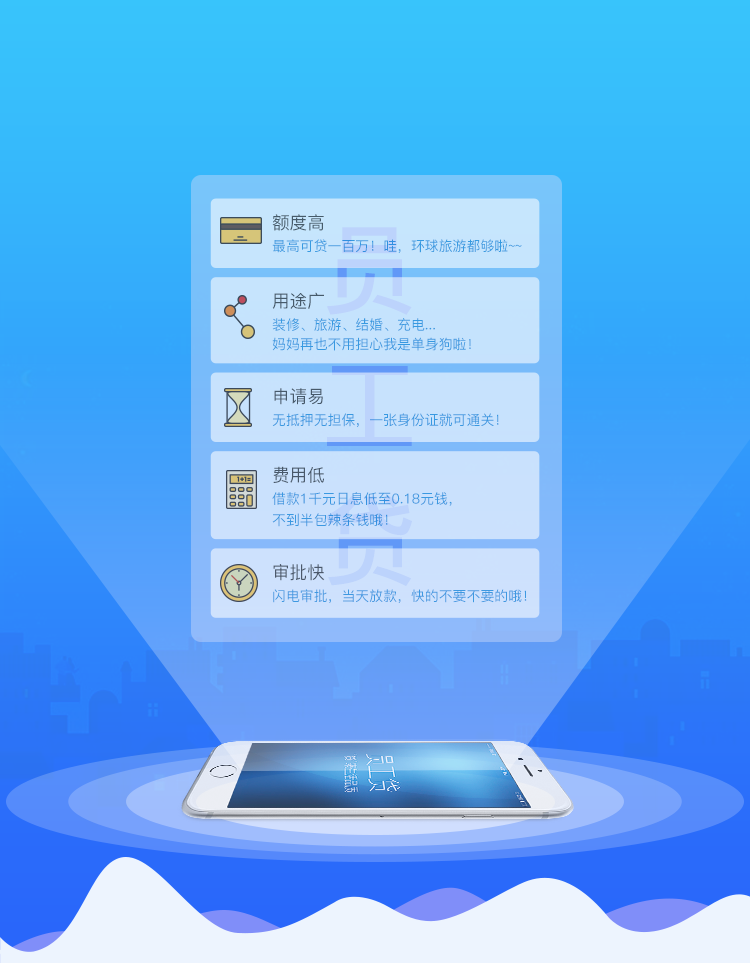 额度高
最高可贷一百万！哇，环球旅游都够啦~~
用途广
装修、旅游、结婚、充电...
妈妈再也不用担心我是单身狗啦！
申请易
无抵押无担保，一张身份证就可通关！
费用低
借款1千元日息低至0.18元钱，
不到半包辣条钱哦！
审批快
闪电审批，当天放款，快的不要不要的哦！
员
工
贷
员工贷